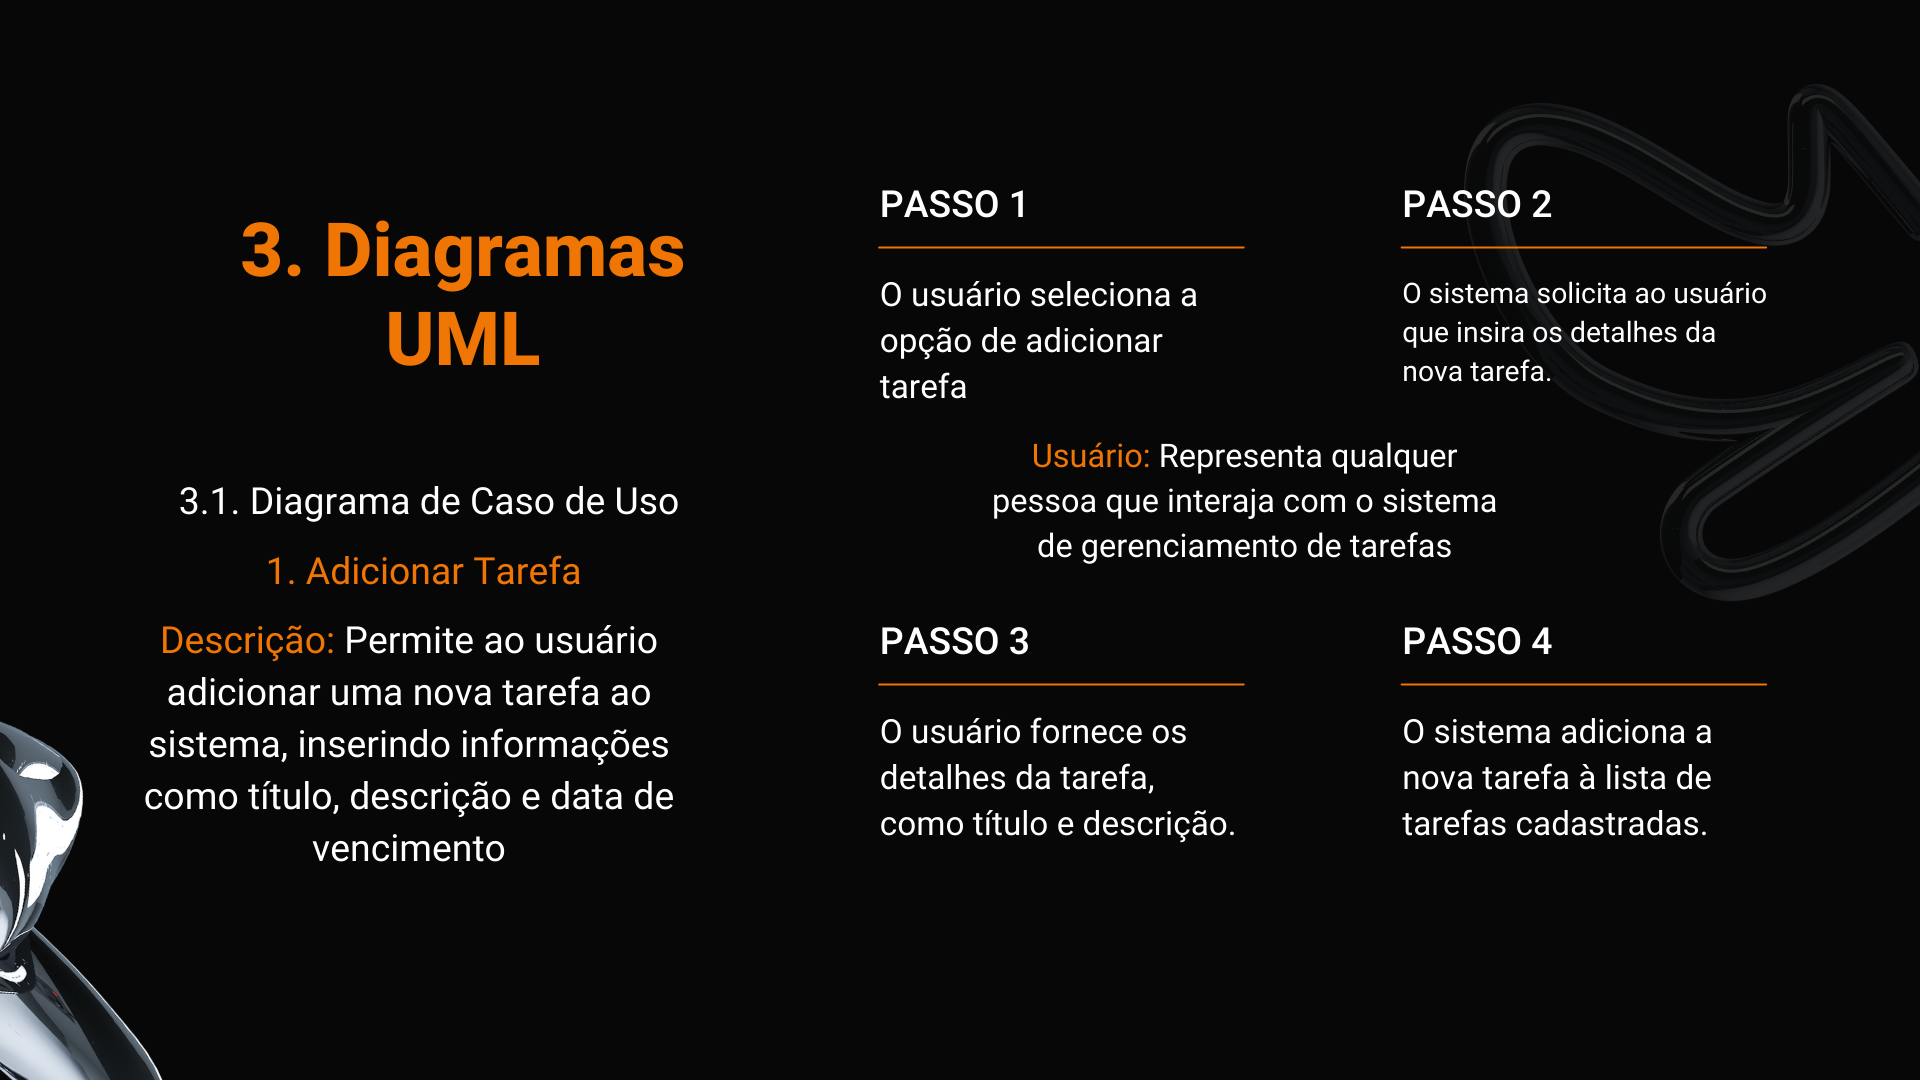 3. Diagramas
UML
3.1. Diagrama de Caso de Uso
1. Adicionar Tarefa
Descrição: Permite ao usuário
adicionar uma nova tarefa ao
sistema, inserindo informações
como título, descrição e data de
vencimento
PASSO 1
O usuário seleciona a
opção de adicionar
tarefa
PASSO 2
O sistema solicita ao usuário
que insira os detalhes da
nova tarefa.
Usuário: Representa qualquer
pessoa que interaja com o sistema
de gerenciamento de tarefas
PASSO 3
O usuário fornece os
detalhes da tarefa,
como título e descrição.
PASSO 4
O sistema adiciona a
nova tarefa à lista de
tarefas cadastradas.